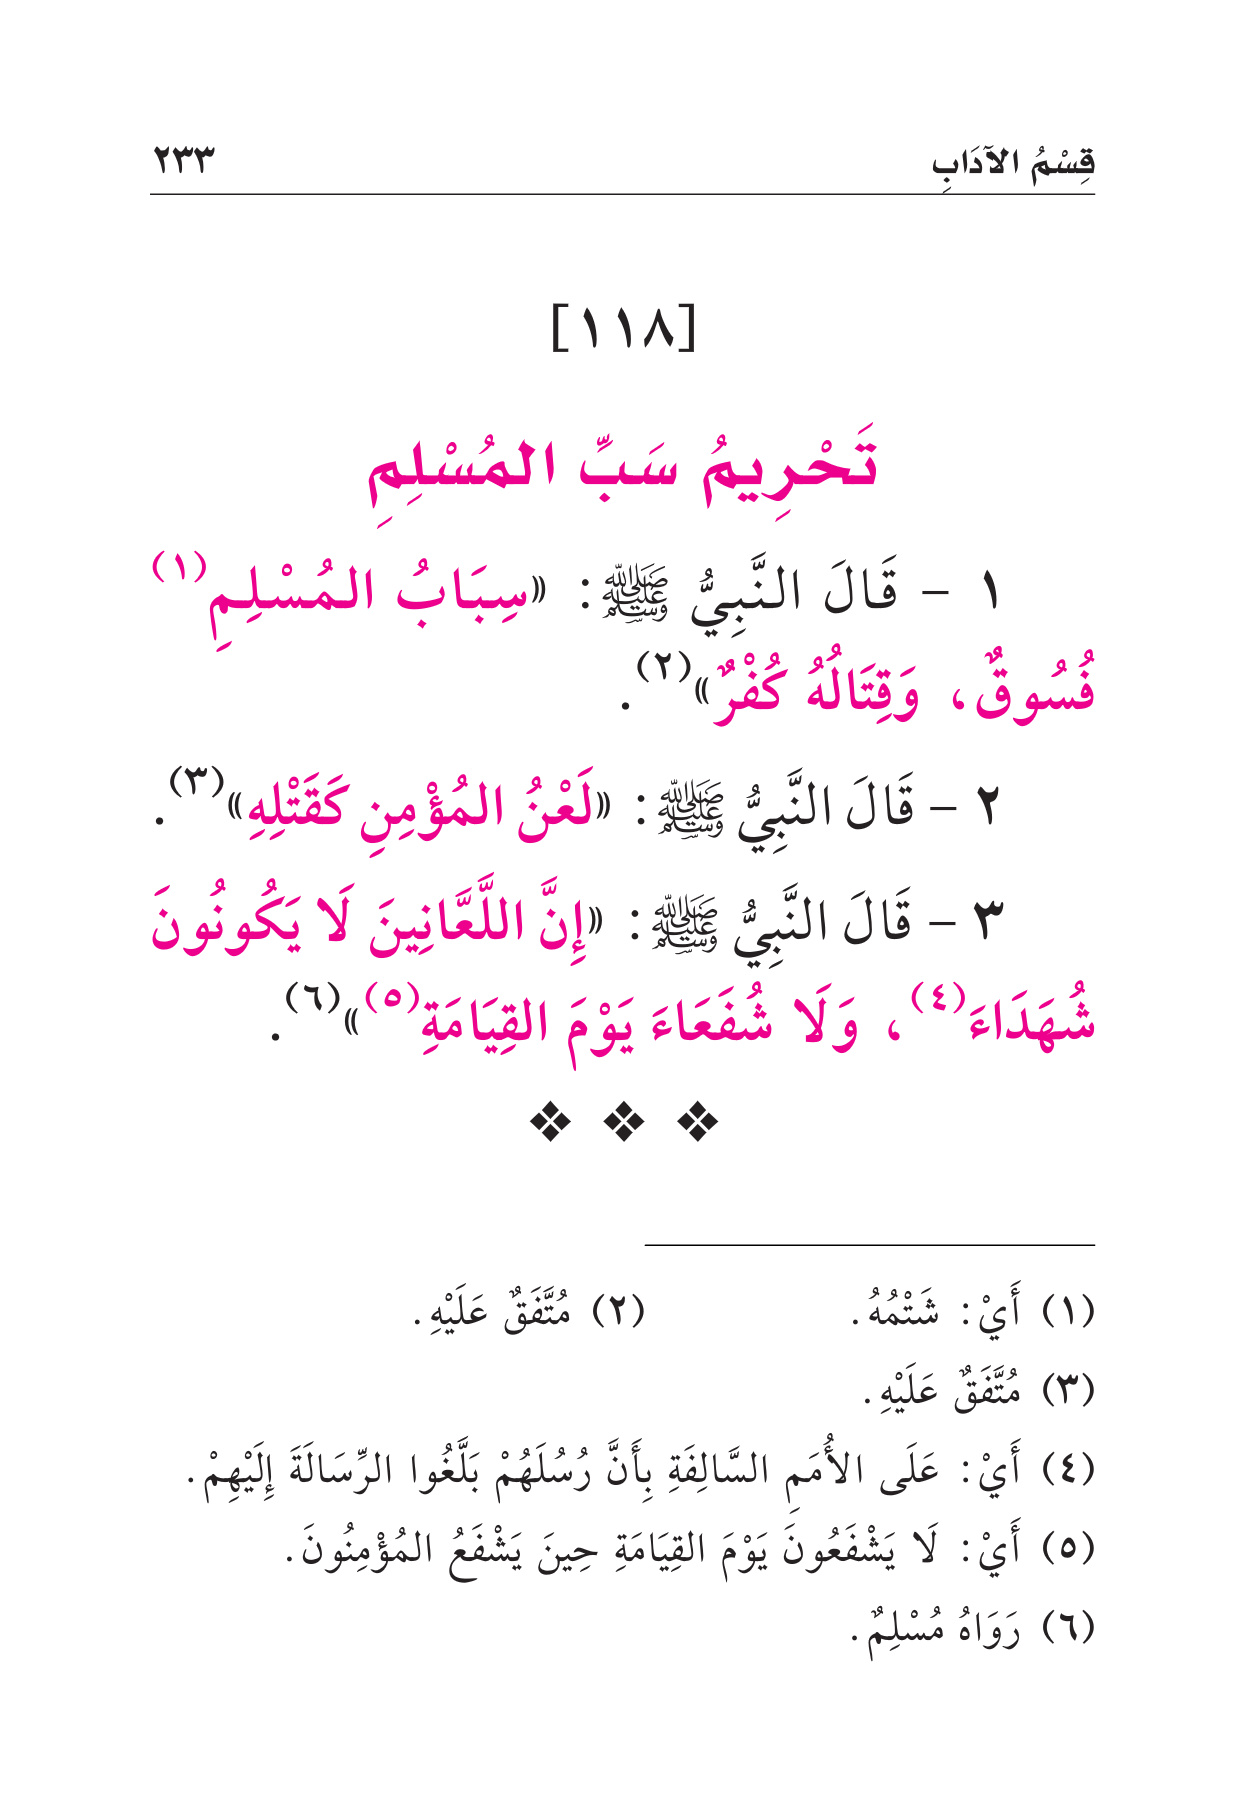 قِسْمُ الآدَابِ ٢٣٣
[١١٨]
تَحْرِيمُ سَبِّ المُسْلِمِ
١ - قَالَ النَّبِيُّ ﷺ: «سِبَابُ المُسْلِمِ(١)
فُسُوقٌ، وَقِتَالُهُ كُفْرٌ»(٢).
٢ - قَالَ النَّبِيُّ ﷺ: «لَعْنُ المُؤْمِنِ كَقَتْلِهِ»(٣).
٣ - قَالَ النَّبِيُّ ﷺ: «إِنَّ اللَّعَّانِينَ لَا يَكُونُونَ
شُهَدَاءَ(٤)، وَلَا شُفَعَاءَ يَوْمَ القِيَامَةِ(٥)»(٦).
(١) أَيْ: شَتْمُهُ. (٢) مُتَّفَقٌ عَلَيْهِ.
(٣) مُتَّفَقٌ عَلَيْهِ.
(٤) أَيْ: عَلَى الأُمَمِ السَّالِفَةِ بِأَنَّ رُسُلَهُمْ بَلَّغُوا الرِّسَالَةَ إِلَيْهِمْ.
(٥) أَيْ: لَا يَشْفَعُونَ يَوْمَ القِيَامَةِ حِينَ يَشْفَعُ المُؤْمِنُونَ.
(٦) رَوَاهُ مُسْلِمٌ.